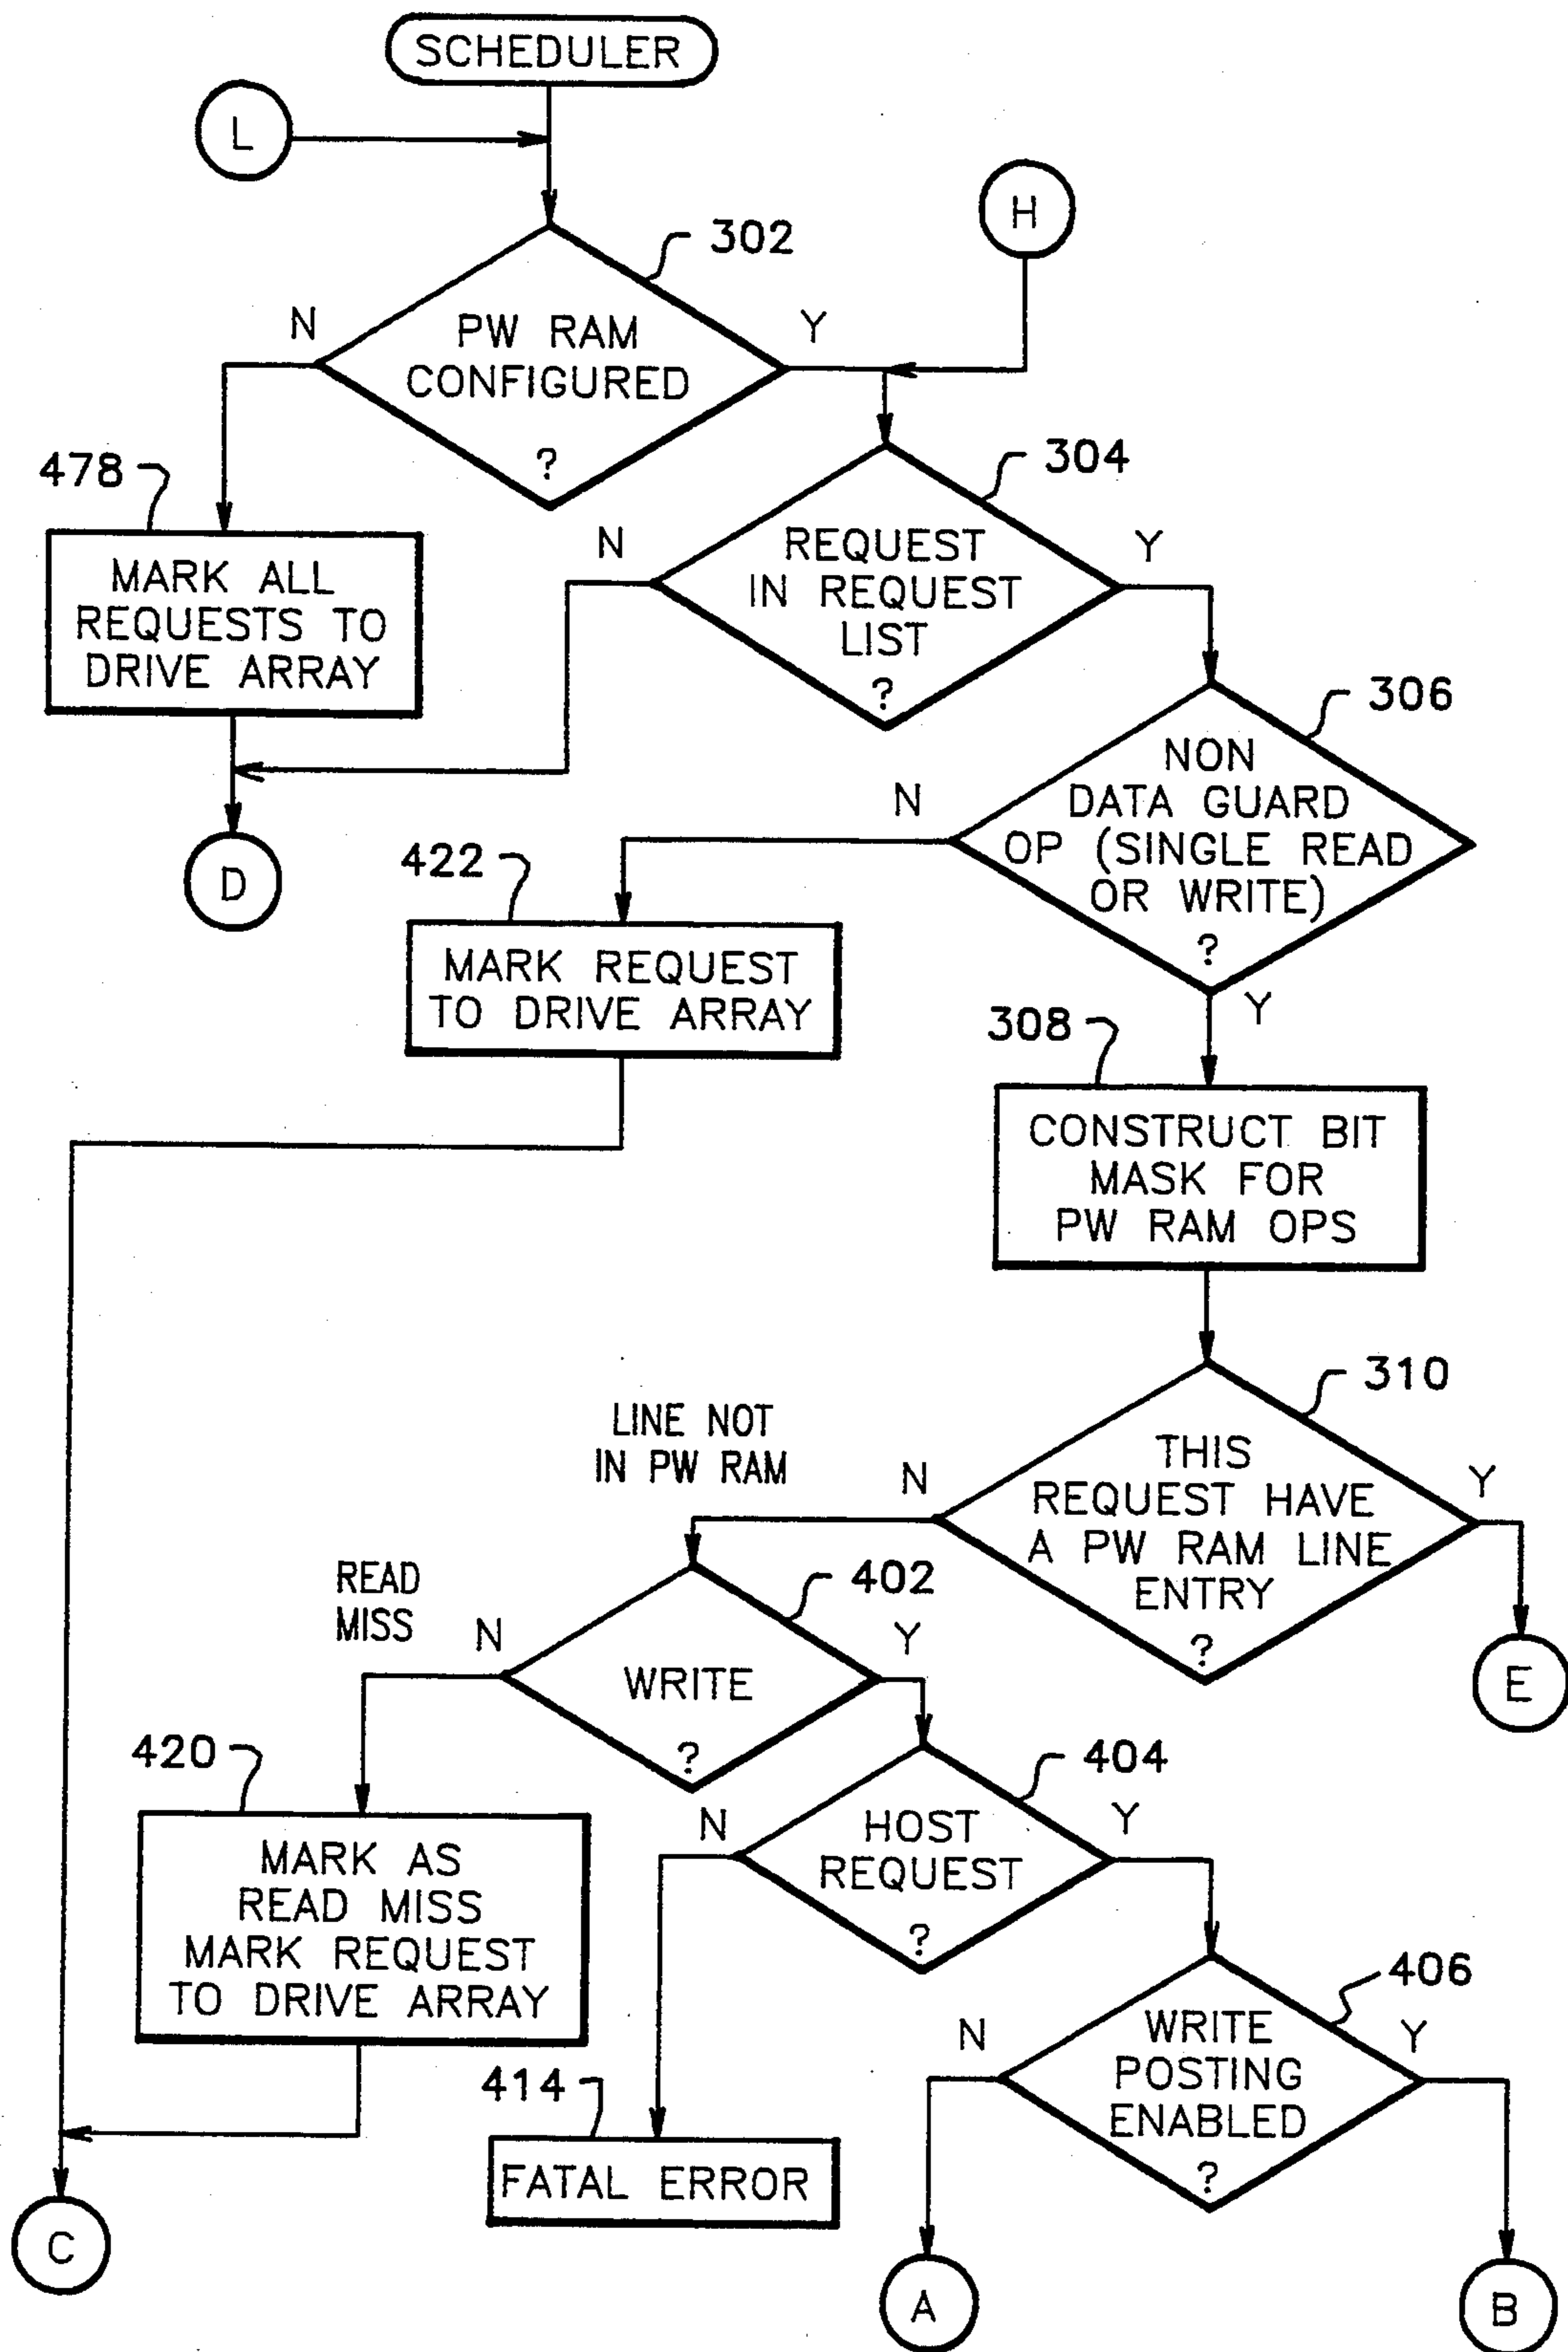 SCHEDULER
L
H
302
N
PW RAM
CONFIGURED
?
Y
478
304
MARK ALL
REQUESTS TO
DRIVE ARRAY
N
REQUEST
IN REQUEST
LIST
?
Y
306
D
N
NON
DATA GUARD
OP (SINGLE READ
OR WRITE)
?
Y
422
MARK REQUEST
TO DRIVE ARRAY
308
CONSTRUCT BIT
MASK FOR
PW RAM OPS
310
LINE NOT
IN PW RAM
N
THIS
REQUEST HAVE
A PW RAM LINE
ENTRY
?
Y
E
READ
MISS
402
N
WRITE
?
Y
420
404
MARK AS
READ MISS
MARK REQUEST
TO DRIVE ARRAY
N
HOST
REQUEST
?
Y
406
414
FATAL ERROR
N
WRITE
POSTING
ENABLED
?
Y
C
A
B